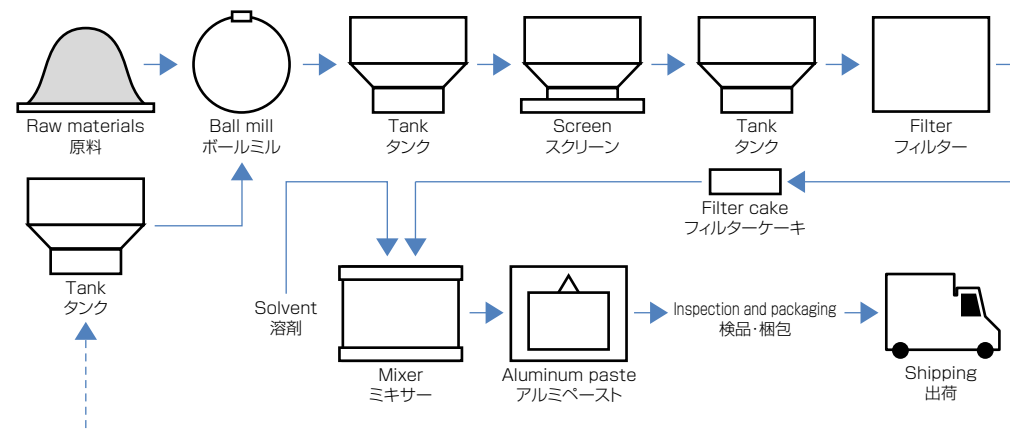 Raw materials
原料
Ball mill
ボールミル
Tank
タンク
Screen
スクリーン
Tank
タンク
Filter
フィルター
Filter cake
フィルターケーキ
Tank
タンク
Solvent
溶剤
Mixer
ミキサー
Aluminum paste
アルミペースト
Inspection and packaging
検品・梱包
Shipping
出荷